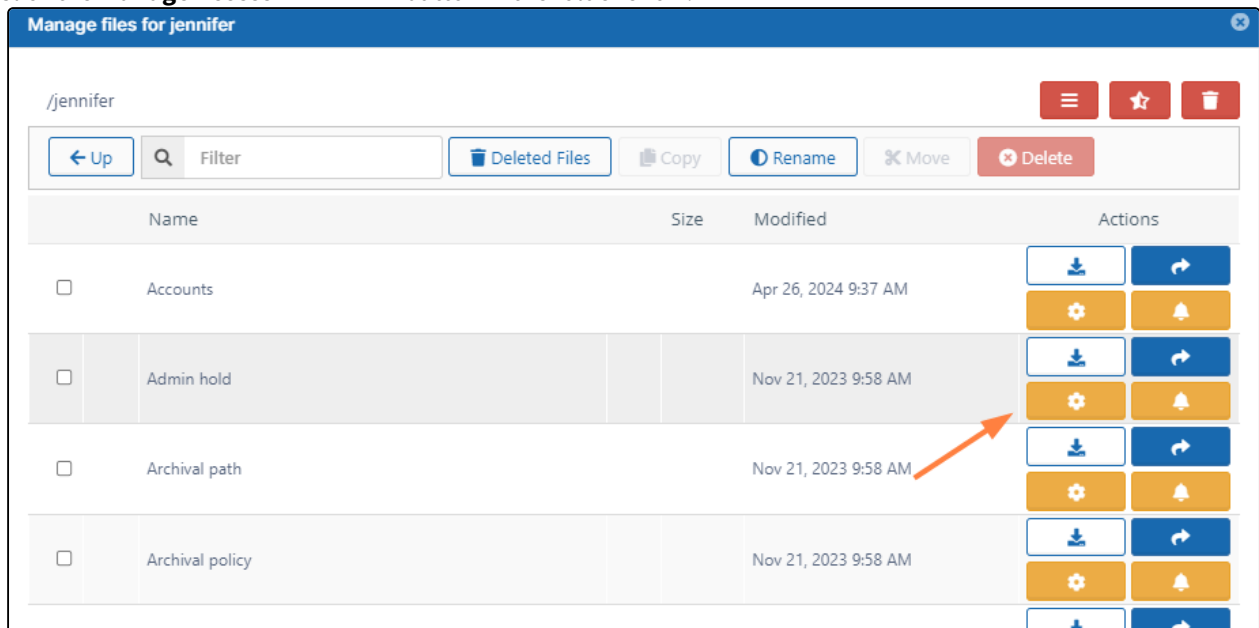 Manage files for jennifer
/jennifer
Up Filter Deleted Files Copy Rename Move Delete
Name Size Modified Actions
Accounts Apr 26, 2024 9:37 AM
Admin hold Nov 21, 2023 9:58 AM
Archival path Nov 21, 2023 9:58 AM
Archival policy Nov 21, 2023 9:58 AM